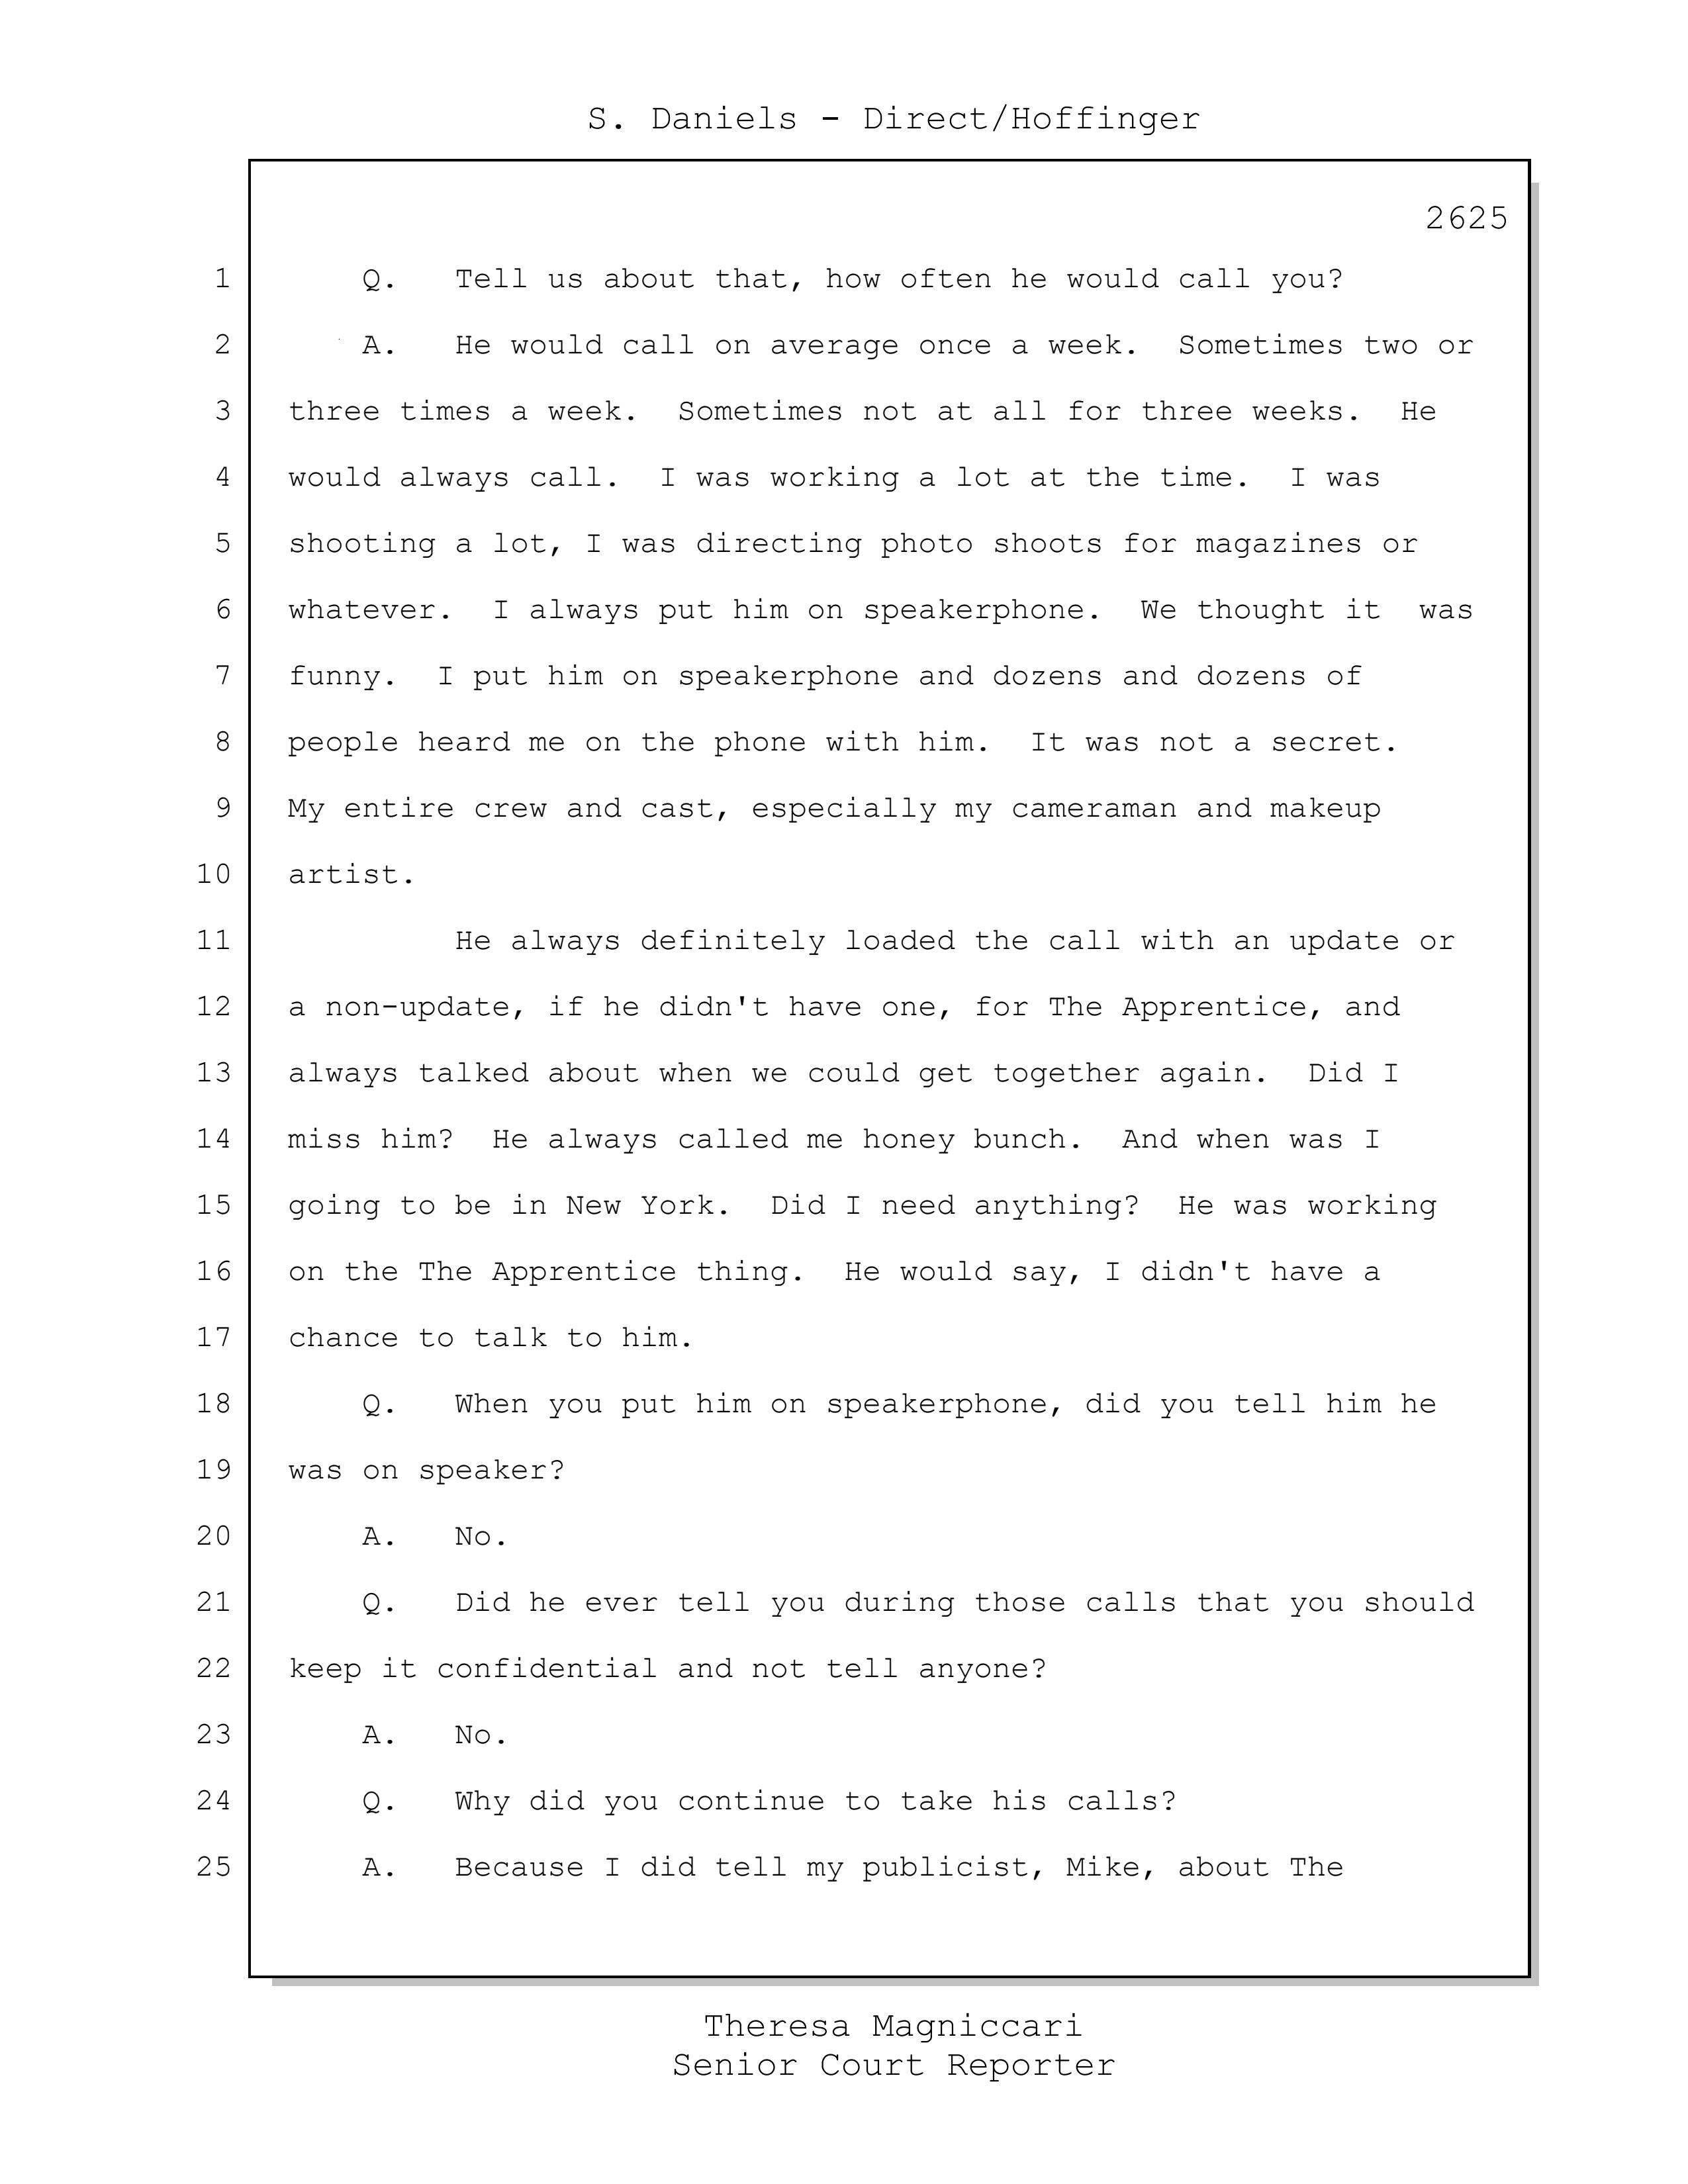 S. Daniels - Direct/Hoffinger
2625
1 Q. Tell us about that, how often he would call you?
2 A. He would call on average once a week. Sometimes two or
3 three times a week. Sometimes not at all for three weeks. He
4 would always call. I was working a lot at the time. I was
5 shooting a lot, I was directing photo shoots for magazines or
6 whatever. I always put him on speakerphone. We thought it was
7 funny. I put him on speakerphone and dozens and dozens of
8 people heard me on the phone with him. It was not a secret.
9 My entire crew and cast, especially my cameraman and makeup
10 artist.
11 He always definitely loaded the call with an update or
12 a non-update, if he didn't have one, for The Apprentice, and
13 always talked about when we could get together again. Did I
14 miss him? He always called me honey bunch. And when was I
15 going to be in New York. Did I need anything? He was working
16 on the The Apprentice thing. He would say, I didn't have a
17 chance to talk to him.
18 Q. When you put him on speakerphone, did you tell him he
19 was on speaker?
20 A. No.
21 Q. Did he ever tell you during those calls that you should
22 keep it confidential and not tell anyone?
23 A. No.
24 Q. Why did you continue to take his calls?
25 A. Because I did tell my publicist, Mike, about The
Theresa Magniccari
Senior Court Reporter